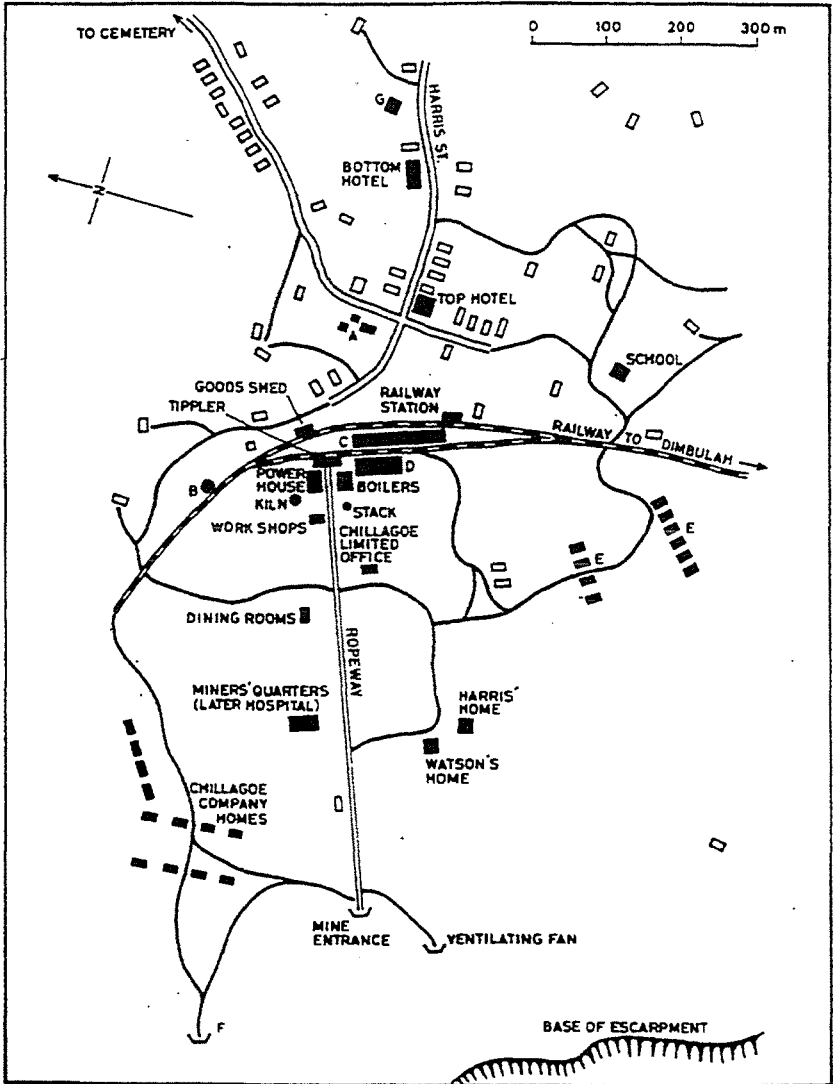 TO CEMETERY
0 100 200 300 m
G
HARRIS ST.
N
BOTTOM
HOTEL
TOP HOTEL
A
SCHOOL
GOODS SHED
TIPPLER
RAILWAY
STATION
C
RAILWAY TO
DIMBULAH
D
B
POWER
HOUSE
BOILERS
KILN
STACK
WORK SHOPS
CHILLAGOE
LIMITED
OFFICE
E
E
DINING ROOMS
ROPEWAY
MINERS' QUARTERS
(LATER HOSPITAL)
HARRIS'
HOME
WATSON'S
HOME
CHILLAGOE
COMPANY
HOMES
MINE
ENTRANCE
VENTILATING FAN
F
BASE OF ESCARPMENT